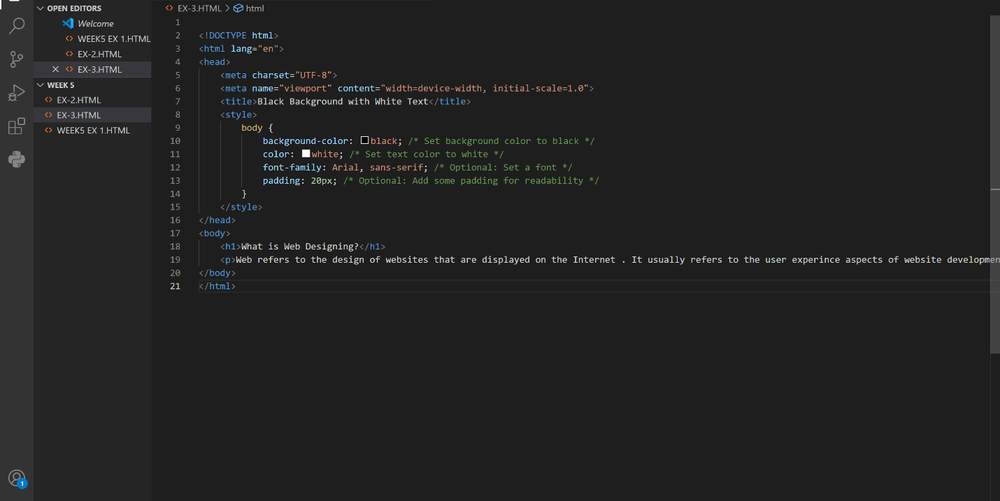 OPEN EDITORS
Welcome
WEEK5 EX 1.HTML
EX-2.HTML
EX-3.HTML
WEEK 5
EX-2.HTML
EX-3.HTML
WEEK5 EX 1.HTML
1
EX-3.HTML > html
1
2 <!DOCTYPE html>
3 <html lang="en">
4 <head>
5 <meta charset="UTF-8">
6 <meta name="viewport" content="width=device-width, initial-scale=1.0">
7 <title>Black Background with White Text</title>
8 <style>
9 body {
10 background-color: black; /* Set background color to black */
11 color: white; /* Set text color to white */
12 font-family: Arial, sans-serif; /* Optional: Set a font */
13 padding: 20px; /* Optional: Add some padding for readability */
14 }
15 </style>
16 </head>
17 <body>
18 <h1>What is Web Designing?</h1>
19 <p>Web refers to the design of websites that are displayed on the Internet . It usually refers to the user experince aspects of website developmen
20 </body>
21 </html>